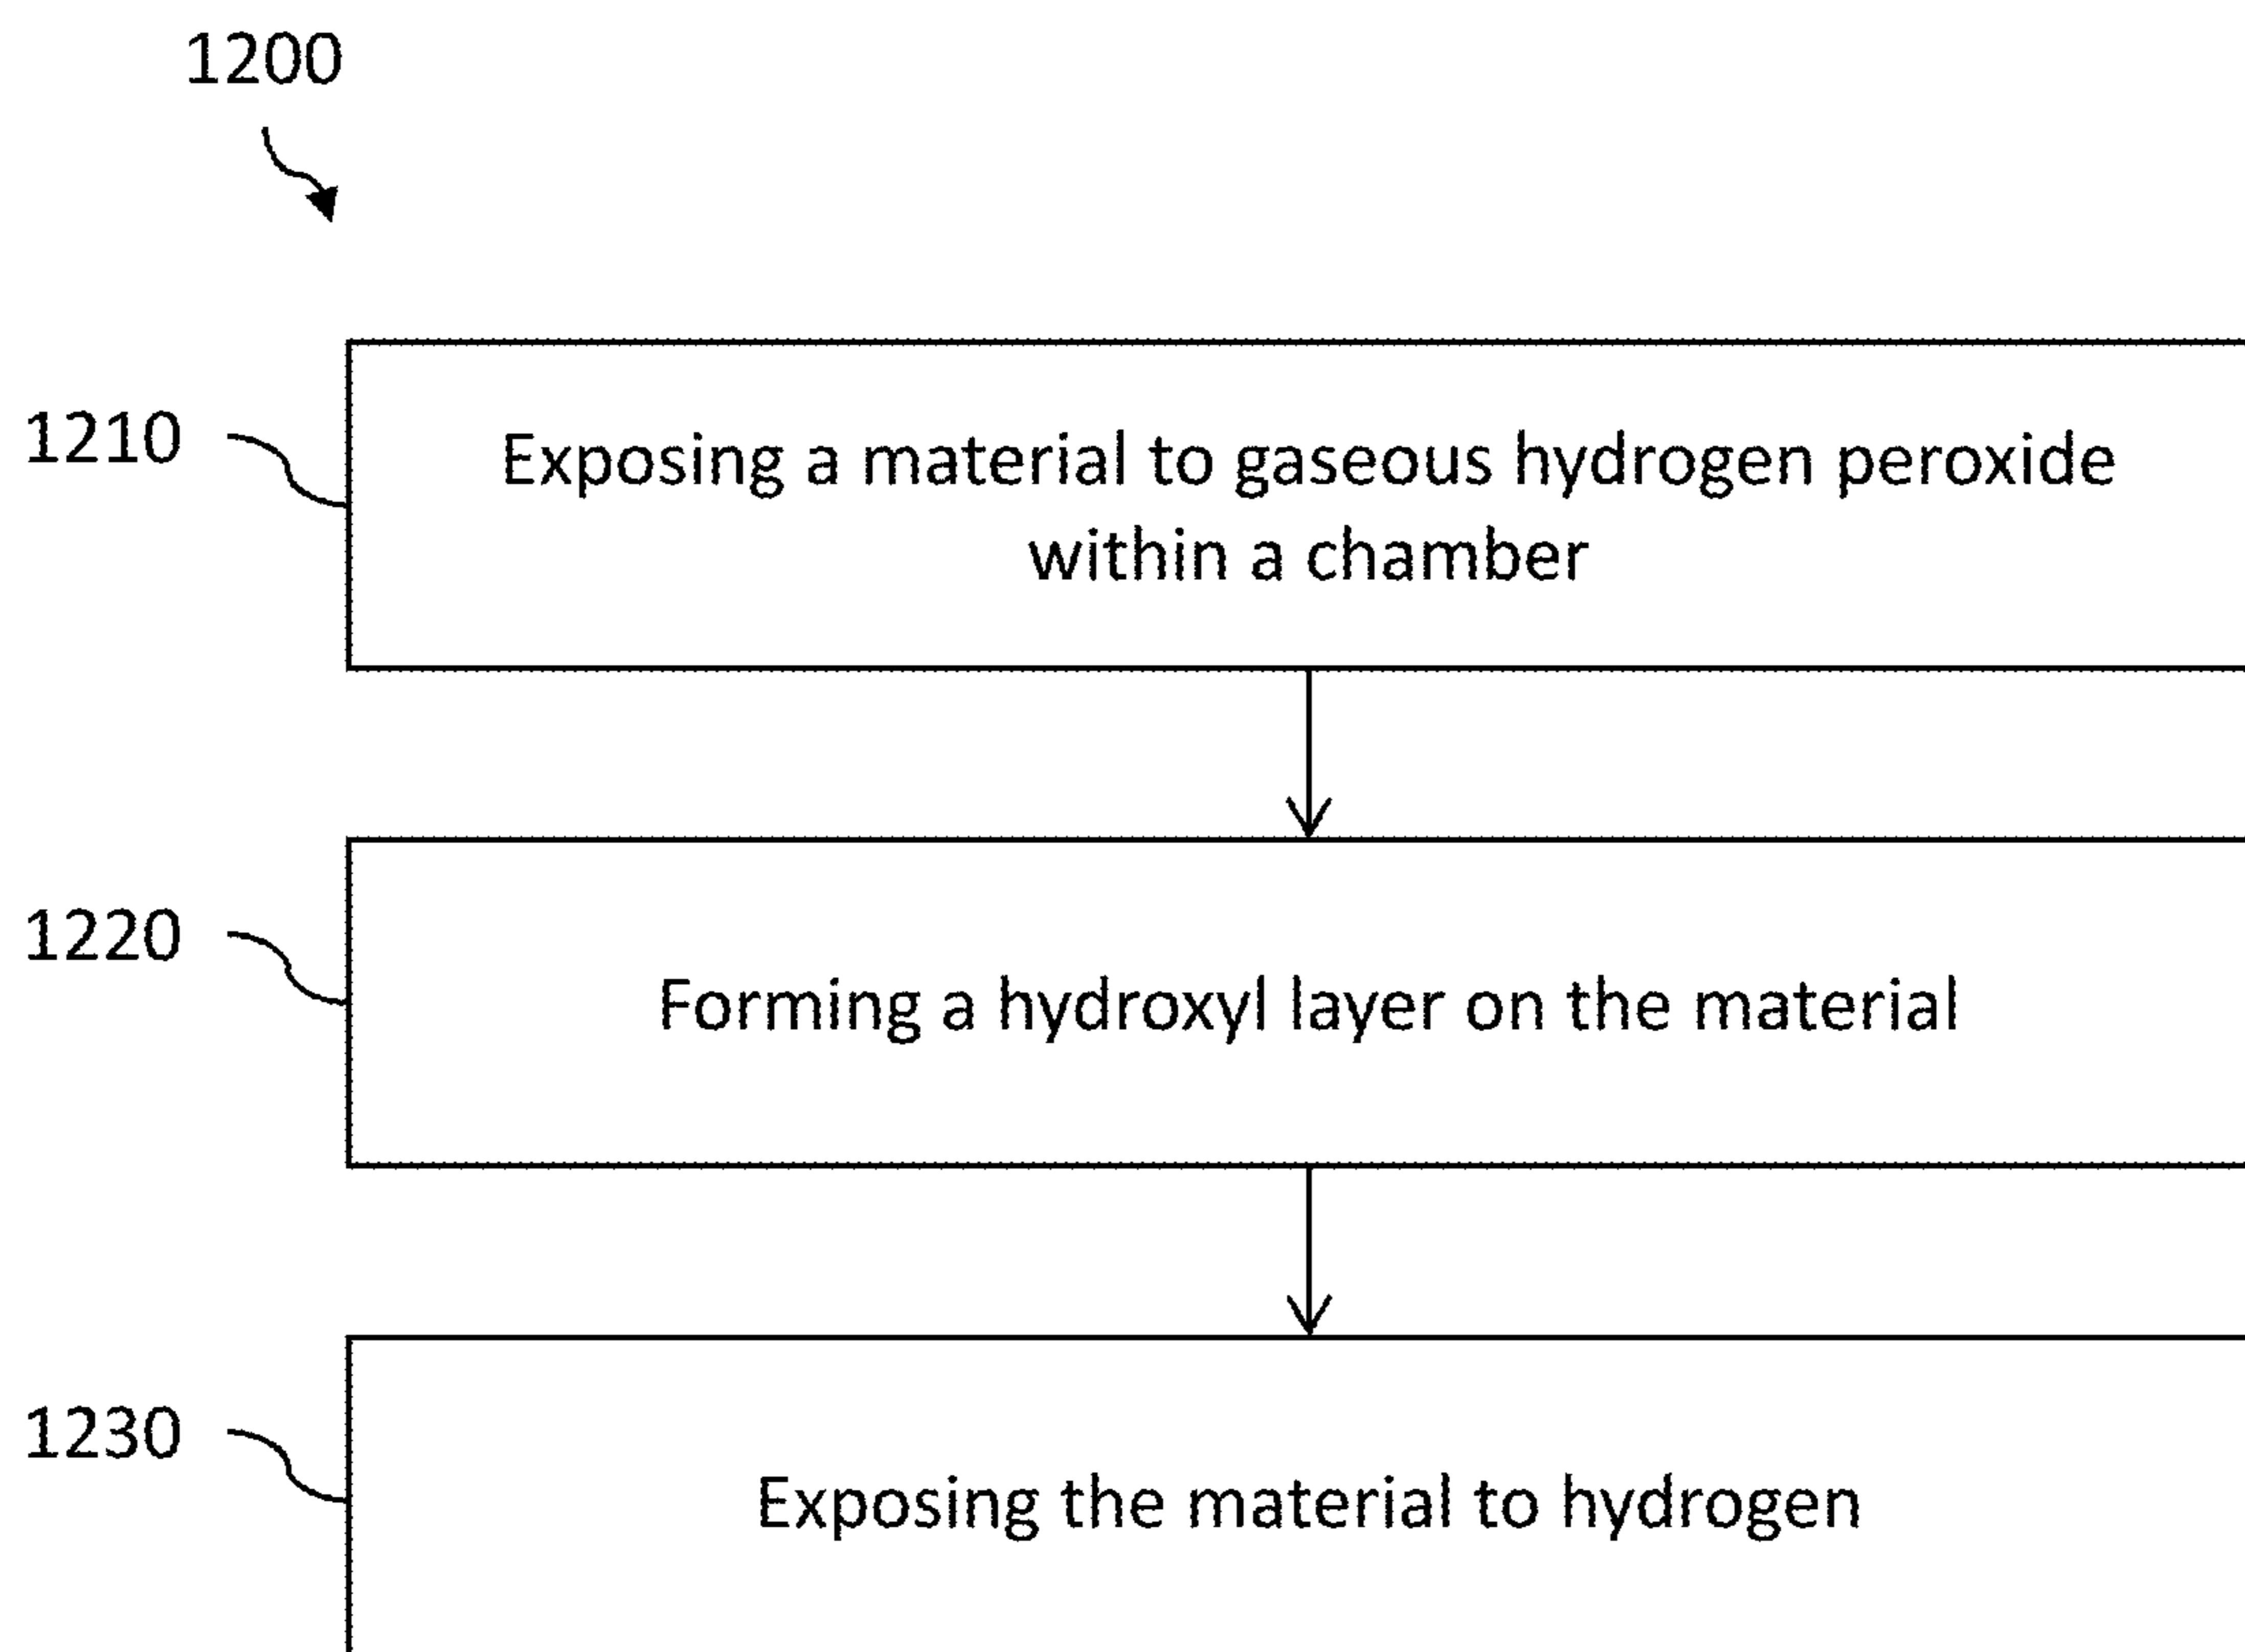 1200
1210
Exposing a material to gaseous hydrogen peroxide
within a chamber
1220
Forming a hydroxyl layer on the material
1230
Exposing the material to hydrogen